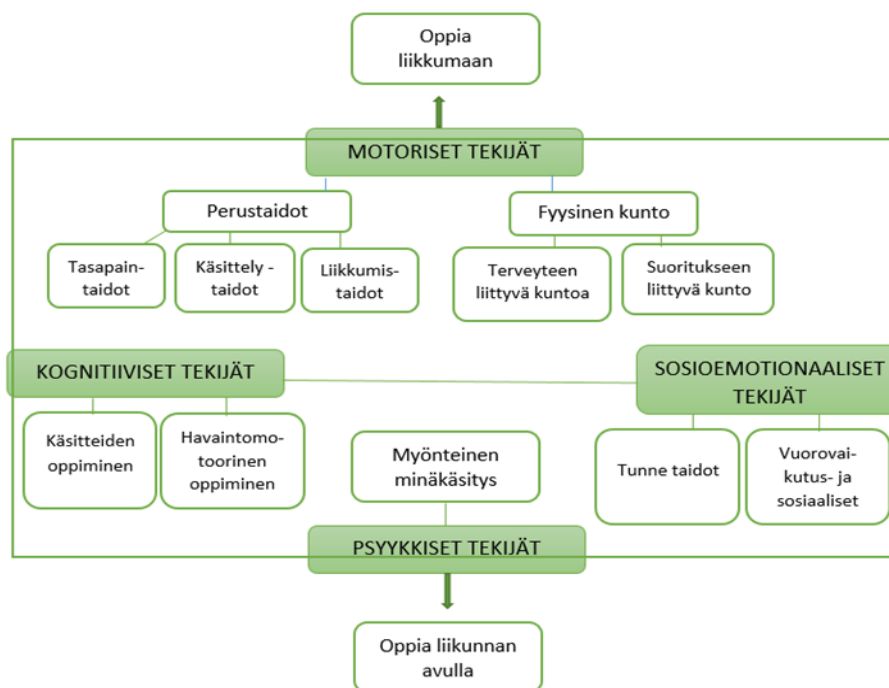 Oppia
liikkumaan
MOTORISET TEKIJÄT
Perustaidot
Fyysinen kunto
Tasapain-
taidot
Käsittely -
taidot
Liikkumis-
taidot
Terveyteen
liittyvä kuntoa
Suoritukseen
liittyvä kunto
KOGNITIIVISET TEKIJÄT
SOSIOEMOTIONAALISET
TEKIJÄT
Käsitteiden
oppiminen
Havaintomo-
toorinen
oppiminen
Myönteinen
minäkäsitys
Tunne taidot
Vuorovai-
kutus- ja
sosiaaliset
PSYYKKISET TEKIJÄT
Oppia liikunnan
avulla